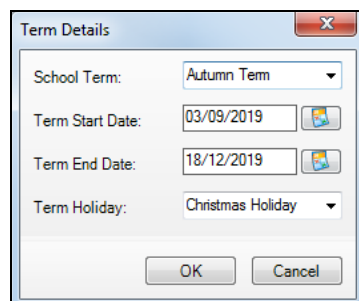 Term Details
School Term: Autumn Term
Term Start Date: 03/09/2019
Term End Date: 18/12/2019
Term Holiday: Christmas Holiday
OK Cancel